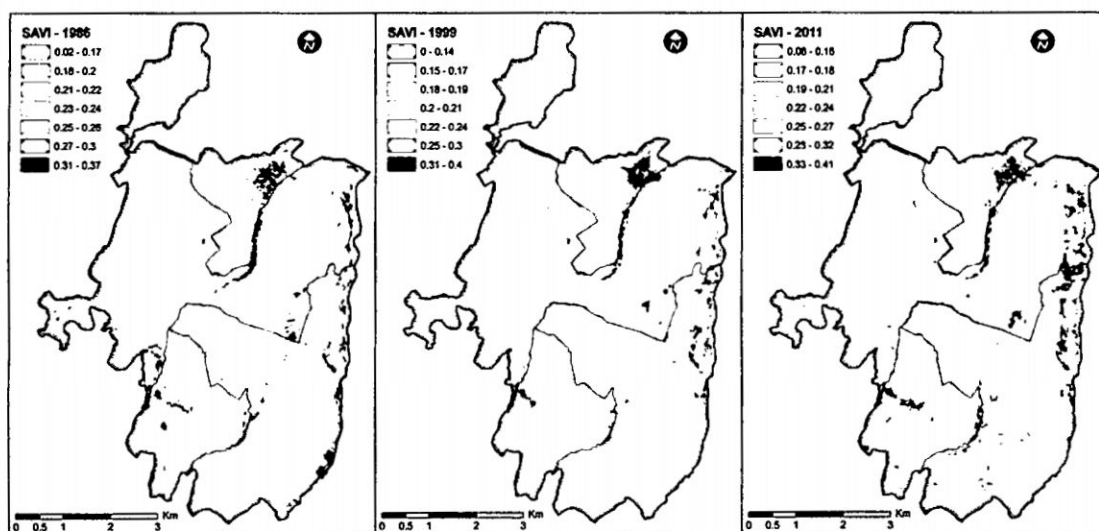 SAVI - 1986
0.02 - 0.17
0.18 - 0.2
0.21 - 0.22
0.23 - 0.24
0.25 - 0.26
0.27 - 0.3
0.31 - 0.37
N
0 0.5 1 2 3 Km
SAVI - 1999
0 - 0.14
0.15 - 0.17
0.18 - 0.19
0.2 - 0.21
0.22 - 0.24
0.25 - 0.3
0.31 - 0.4
N
0 0.5 1 2 3 Km
SAVI - 2011
0.06 - 0.16
0.17 - 0.18
0.19 - 0.21
0.22 - 0.24
0.25 - 0.27
0.25 - 0.32
0.33 - 0.41
N
0 0.5 1 2 3 Km